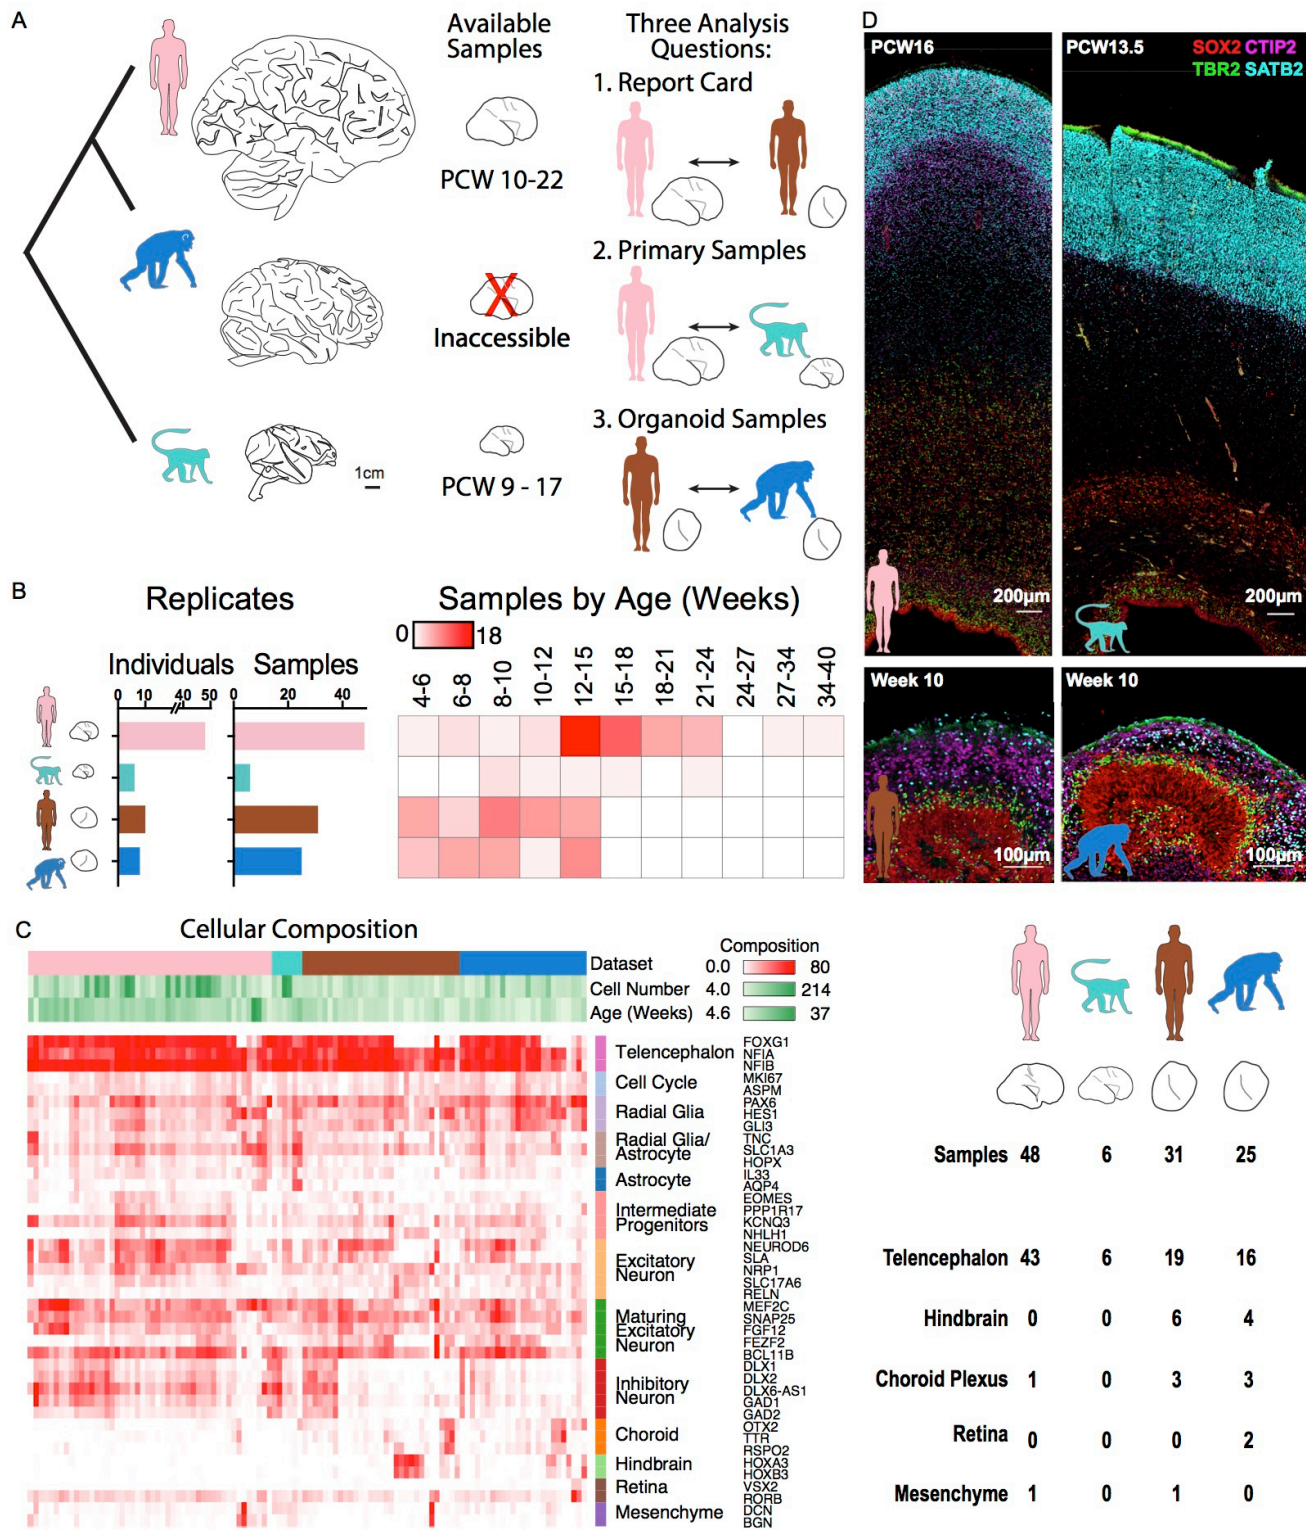 A
Available
Samples
PCW 10-22
Inaccessible
PCW 9 - 17
1cm
Three Analysis
Questions:
1. Report Card
2. Primary Samples
3. Organoid Samples
D
PCW16
PCW13.5
SOX2 CTIP2
TBR2 SATB2
200µm
200µm
Week 10
Week 10
100µm
100µm
B
Replicates
Individuals Samples
0 10 40 50 0 20 40
Samples by Age (Weeks)
0 18
4-6
6-8
8-10
10-12
12-15
15-18
18-21
21-24
24-27
27-34
34-40
C
Cellular Composition
Composition
Dataset 0.0 80
Cell Number 4.0 214
Age (Weeks) 4.6 37
Telencephalon
Cell Cycle
Radial Glia
Radial Glia/
Astrocyte
Astrocyte
Intermediate
Progenitors
Excitatory
Neuron
Maturing
Excitatory
Neuron
Inhibitory
Neuron
Choroid
Hindbrain
Retina
Mesenchyme
FOXG1
NFIA
NFIB
MKI67
ASPM
PAX6
HES1
GLI3
TNC
SLC1A3
HOPX
IL33
AQP4
EOMES
PPP1R17
KCNQ3
NHLH1
NEUROD6
SLA
NRP1
SLC17A6
RELN
MEF2C
SNAP25
FGF12
FEZF2
BCL11B
DLX1
DLX2
DLX6-AS1
GAD1
GAD2
OTX2
TTR
RSPO2
HOXA3
HOXB3
VSX2
RORB
DCN
BGN
Samples 48 6 31 25
Telencephalon 43 6 19 16
Hindbrain 0 0 6 4
Choroid Plexus 1 0 3 3
Retina 0 0 0 2
Mesenchyme 1 0 1 0